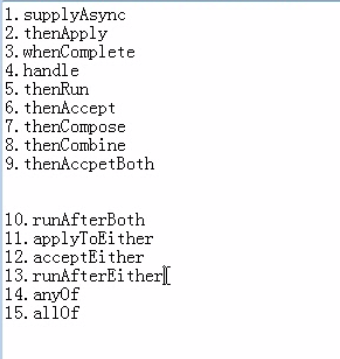 1. supplyAsync
2. thenApply
3. whenComplete
4. handle
5. thenRun
6. thenAccept
7. thenCompose
8. thenCombine
9. thenAccpetBoth
10. runAfterBoth
11. applyToEither
12. acceptEither
13. runAfterEither
14. anyOf
15. allOf